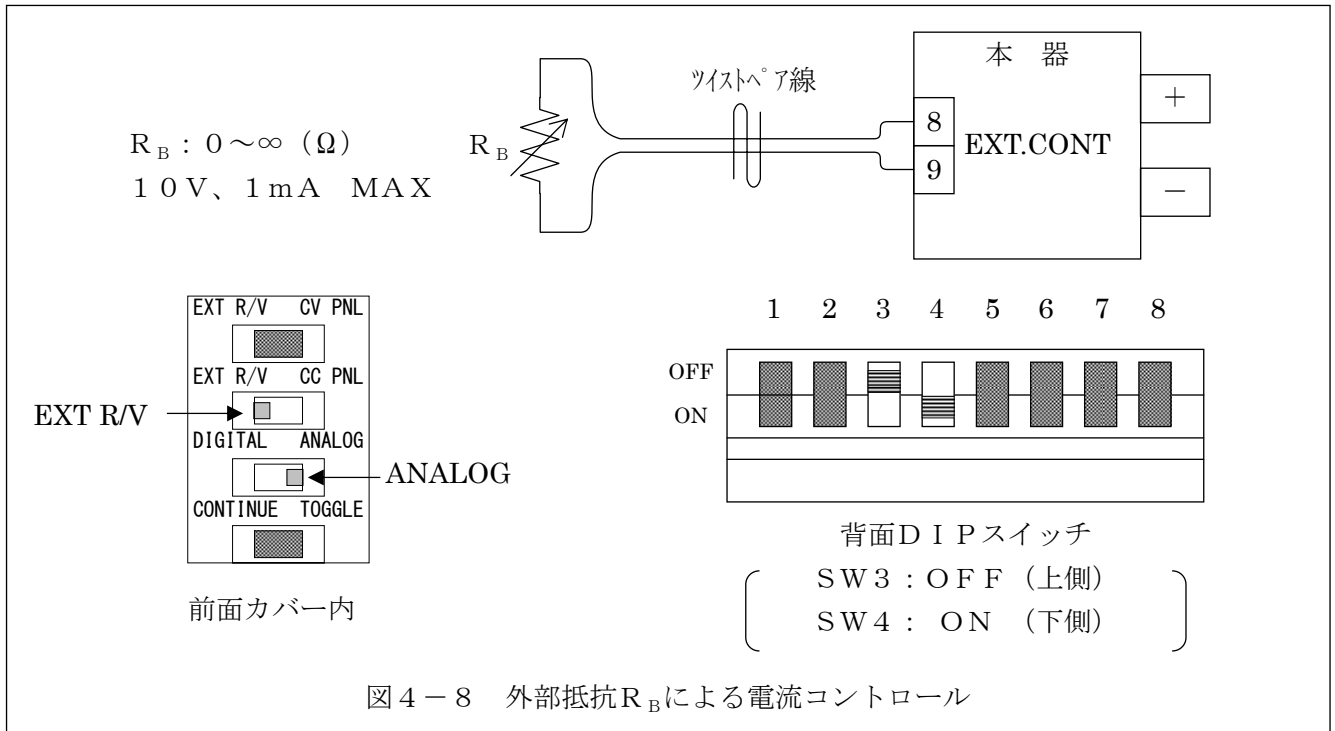 本 器
ツイストペア線
+
8
R_B：0～∞（Ω）
R_B
EXT.CONT
9
10V、1mA MAX
−
EXT R/V CV PNL
1 2 3 4 5 6 7 8
EXT R/V CC PNL
OFF
EXT R/V
ON
DIGITAL ANALOG
ANALOG
CONTINUE TOGGLE
背面DIPスイッチ
SW3：OFF（上側）
前面カバー内
SW4： ON （下側）
図4－8 外部抵抗R_Bによる電流コントロール